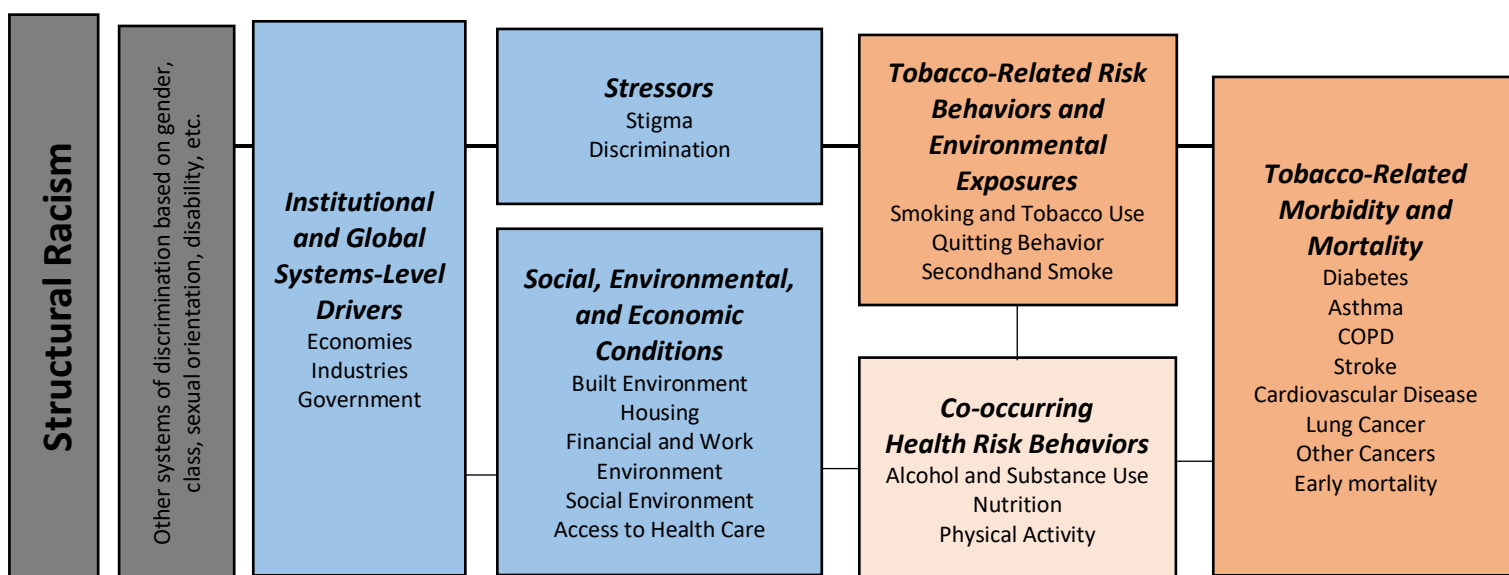 Structural Racism
Other systems of discrimination based on gender,
class, sexual orientation, disability, etc.
Institutional
and Global
Systems-Level
Drivers
Economies
Industries
Government
Stressors
Stigma
Discrimination
Social, Environmental,
and Economic
Conditions
Built Environment
Housing
Financial and Work
Environment
Social Environment
Access to Health Care
Tobacco-Related Risk
Behaviors and
Environmental
Exposures
Smoking and Tobacco Use
Quitting Behavior
Secondhand Smoke
Co-occurring
Health Risk Behaviors
Alcohol and Substance Use
Nutrition
Physical Activity
Tobacco-Related
Morbidity and
Mortality
Diabetes
Asthma
COPD
Stroke
Cardiovascular Disease
Lung Cancer
Other Cancers
Early mortality